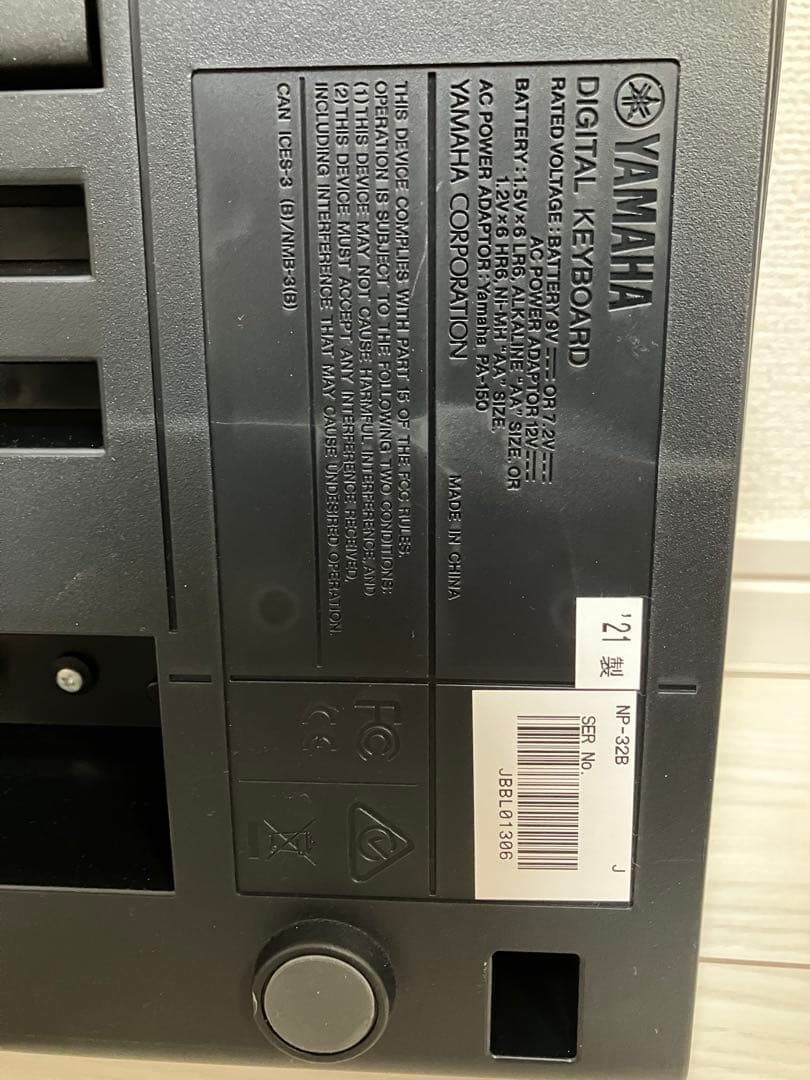 YAMAHA
DIGITAL KEYBOARD
RATED VOLTAGE : BATTERY 9V OR 7.2V
AC POWER ADAPTOR 12V
BATTERY : 1.5V×6 LR6, ALKALINE "AA" SIZE, OR
1.2V×6 HR6, Ni-MH "AA" SIZE.
AC POWER ADAPTOR : Yamaha PA-150
YAMAHA CORPORATION
MADE IN CHINA
THIS DEVICE COMPLIES WITH PART 15 OF THE FCC RULES.
OPERATION IS SUBJECT TO THE FOLLOWING TWO CONDITIONS:
(1) THIS DEVICE MAY NOT CAUSE HARMFUL INTERFERENCE, AND
(2) THIS DEVICE MUST ACCEPT ANY INTERFERENCE RECEIVED,
INCLUDING INTERFERENCE THAT MAY CAUSE UNDESIRED OPERATION.
CAN ICES-3 (B)/NMB-3(B)
'21 製
NP-32B J
SER No.
JBBL01306
FC
CE